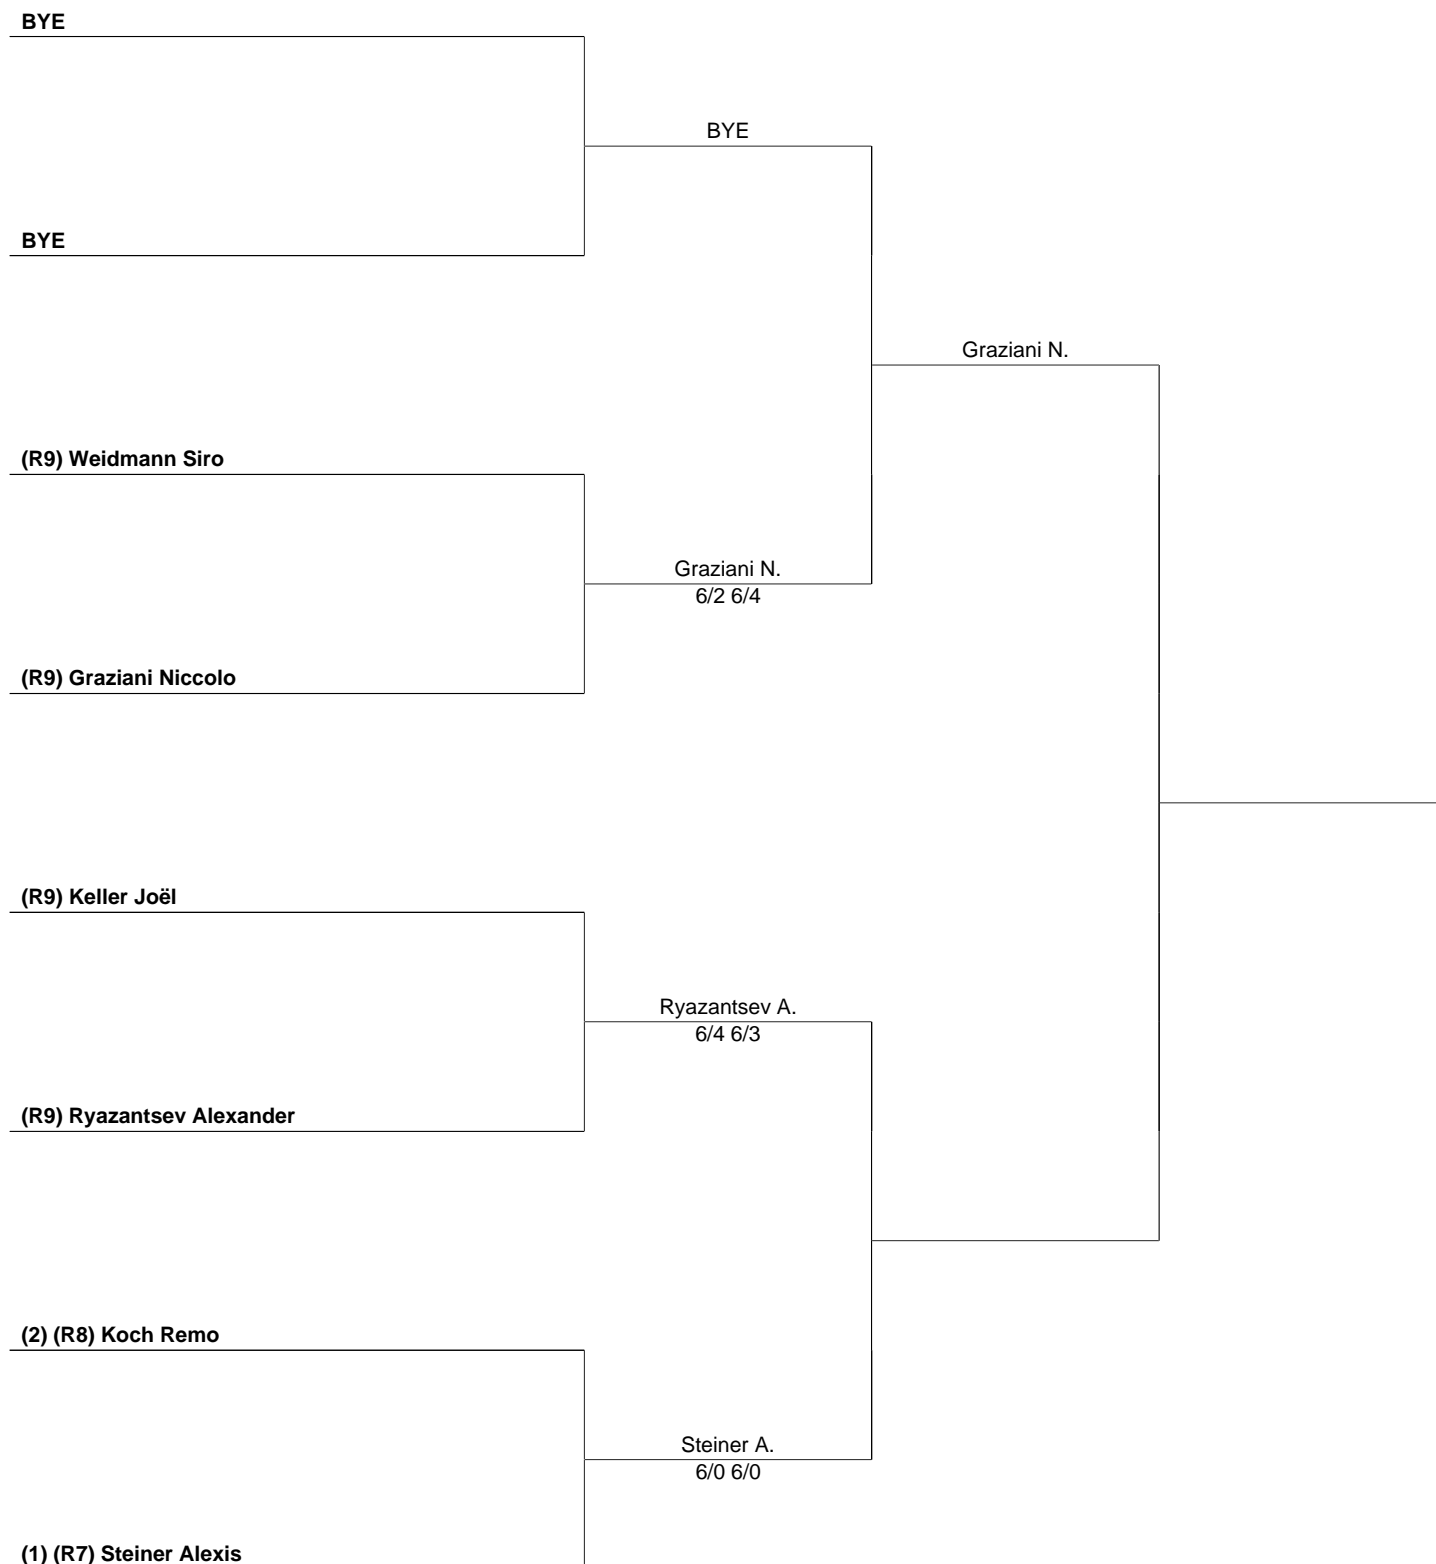 BYE
BYE
BYE
Graziani N.
(R9) Weidmann Siro
Graziani N.
6/2 6/4
(R9) Graziani Niccolo
(R9) Keller Joël
Ryazantsev A.
6/4 6/3
(R9) Ryazantsev Alexander
(2) (R8) Koch Remo
Steiner A.
6/0 6/0
(1) (R7) Steiner Alexis